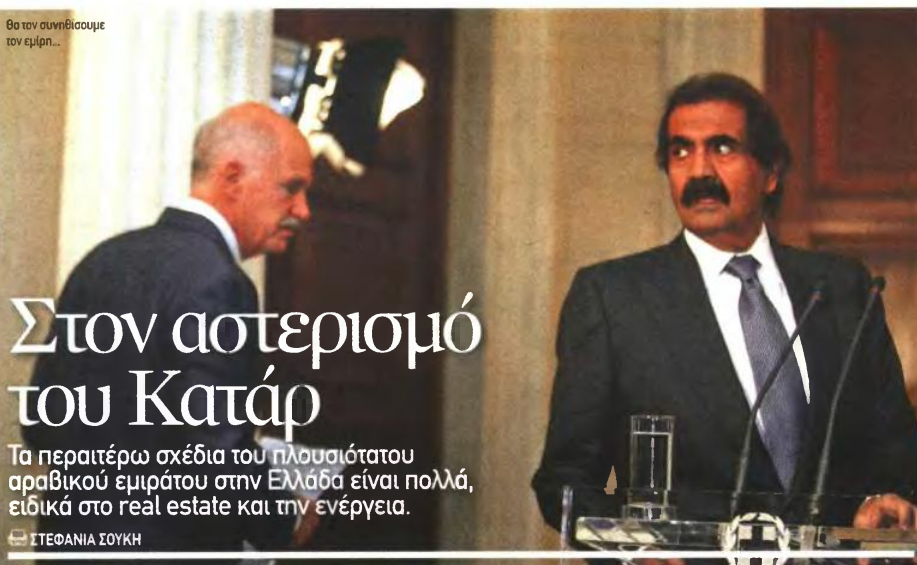 Θα τον συνηθίσουμε
τον εμίρη...
Στον αστερισμό
του Κατάρ
Τα περαιτέρω σχέδια του πλουσιότατου
αραβικού εμιράτου στην Ελλάδα είναι πολλά,
ειδικά στο real estate και την ενέργεια.
ΣΤΕΦΑΝΙΑ ΣΟΥΚΗ